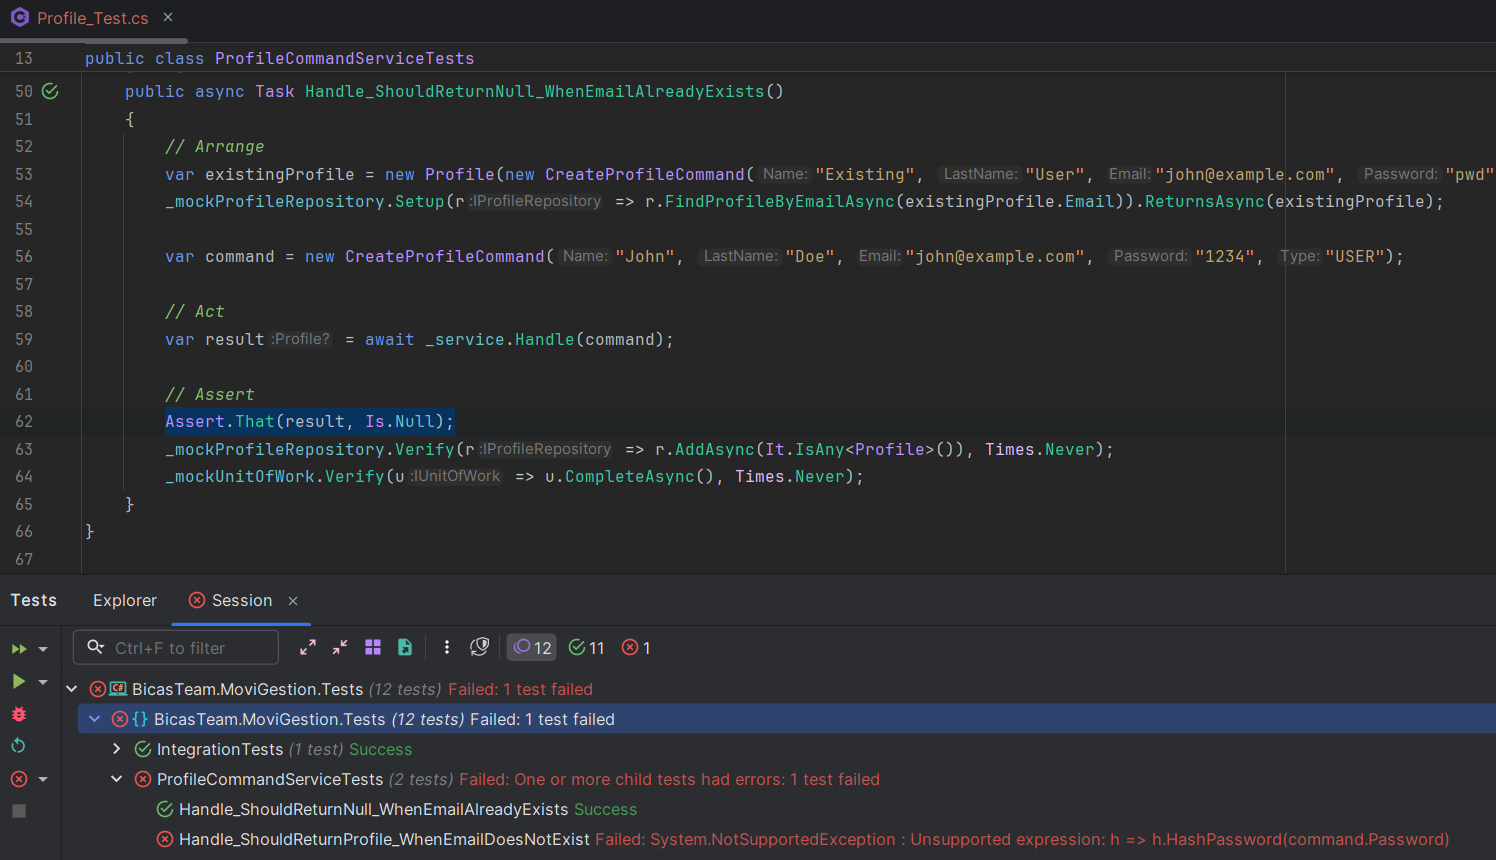 Profile_Test.cs ×
13 public class ProfileCommandServiceTests
50 public async Task Handle_ShouldReturnNull_WhenEmailAlreadyExists()
51 {
52 // Arrange
53 var existingProfile = new Profile(new CreateProfileCommand( Name: "Existing", LastName: "User", Email: "john@example.com", Password: "pwd"
54 _mockProfileRepository.Setup(r :IProfileRepository => r.FindProfileByEmailAsync(existingProfile.Email)).ReturnsAsync(existingProfile);
55
56 var command = new CreateProfileCommand( Name: "John", LastName: "Doe", Email: "john@example.com", Password: "1234", Type: "USER");
57
58 // Act
59 var result :Profile? = await _service.Handle(command);
60
61 // Assert
62 Assert.That(result, Is.Null);
63 _mockProfileRepository.Verify(r :IProfileRepository => r.AddAsync(It.IsAny<Profile>()), Times.Never);
64 _mockUnitOfWork.Verify(u :IUnitOfWork => u.CompleteAsync(), Times.Never);
65 }
66 }
67
Tests Explorer Session ×
Ctrl+F to filter 12 11 1
C# BicasTeam.MoviGestion.Tests (12 tests) Failed: 1 test failed
{} BicasTeam.MoviGestion.Tests (12 tests) Failed: 1 test failed
IntegrationTests (1 test) Success
ProfileCommandServiceTests (2 tests) Failed: One or more child tests had errors: 1 test failed
Handle_ShouldReturnNull_WhenEmailAlreadyExists Success
Handle_ShouldReturnProfile_WhenEmailDoesNotExist Failed: System.NotSupportedException : Unsupported expression: h => h.HashPassword(command.Password)